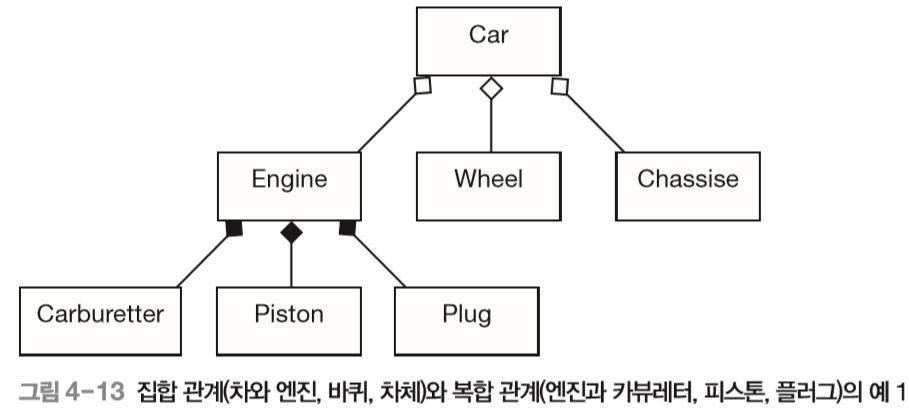 Car
Engine
Wheel
Chassise
Carburetter
Piston
Plug
그림 4-13 집합 관계(차와 엔진, 바퀴, 차체)와 복합 관계(엔진과 카뷰레터, 피스톤, 플러그)의 예 1